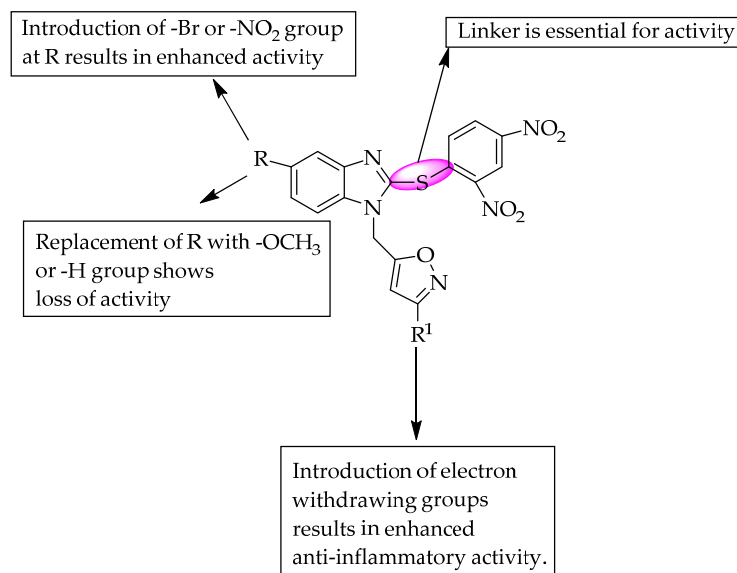 Introduction of -Br or -NO₂ group
at R results in enhanced activity
Linker is essential for activity
R
N
N
S
NO₂
NO₂
Replacement of R with -OCH₃
or -H group shows
loss of activity
O
N
R¹
Introduction of electron
withdrawing groups
results in enhanced
anti-inflammatory activity.